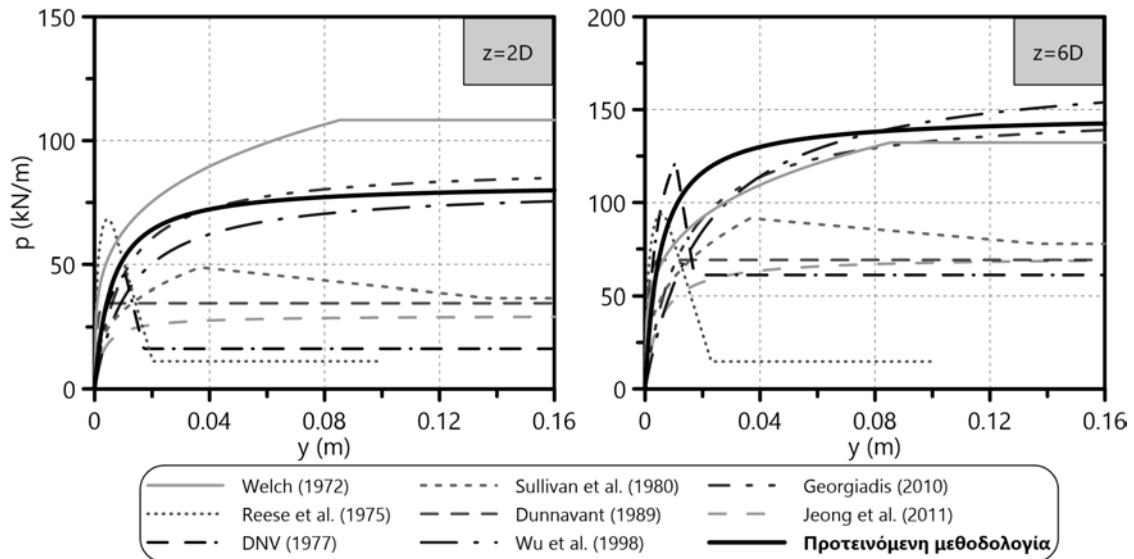 150
100
50
0
p (kN/m)
z=2D
0 0.04 0.08 0.12 0.16
y (m)
200
150
100
50
0
z=6D
0 0.04 0.08 0.12 0.16
y (m)
Welch (1972) Sullivan et al. (1980) Georgiadis (2010)
Reese et al. (1975) Dunnavant (1989) Jeong et al. (2011)
DNV (1977) Wu et al. (1998) Προτεινόμενη μεθοδολογία